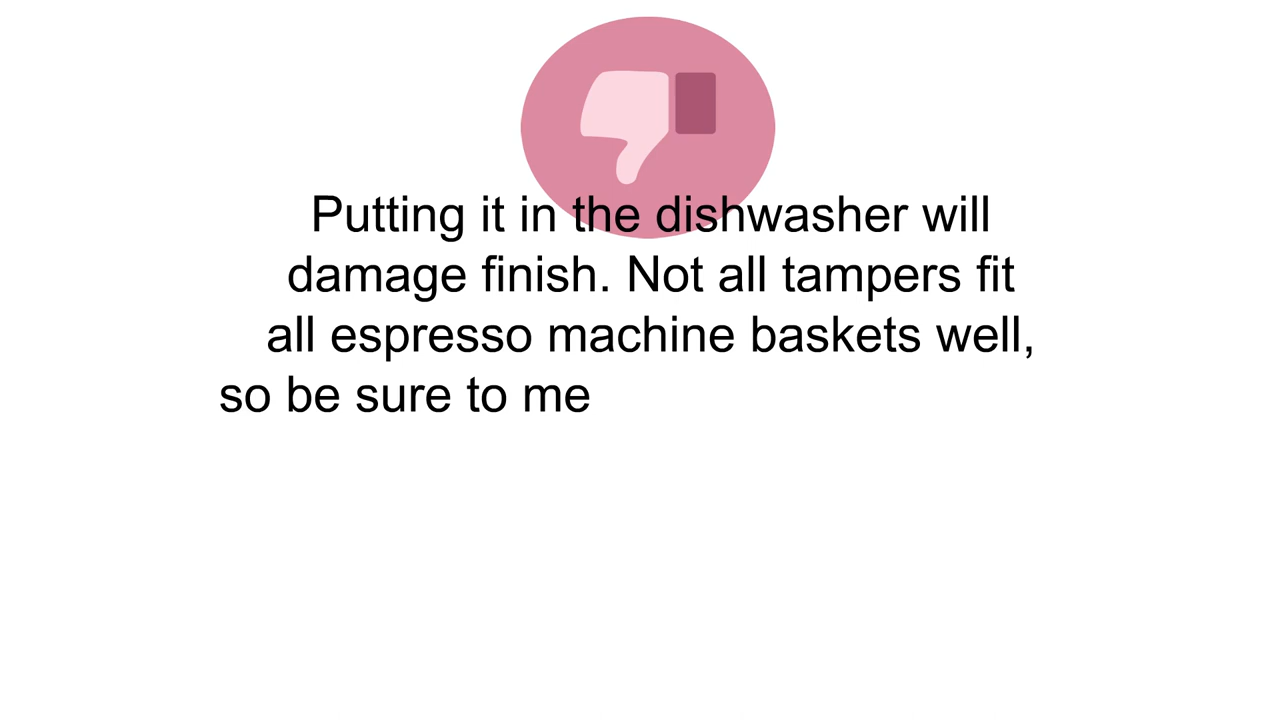 Putting it in the dishwasher will
damage finish. Not all tampers fit
all espresso machine baskets well,
so be sure to me